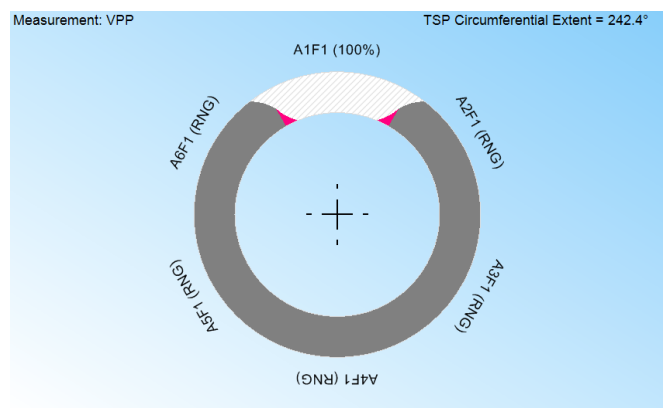 Measurement: VPP
TSP Circumferential Extent = 242.4°
A1F1 (100%)
A6F1 (RNG)
A2F1 (RNG)
A5F1 (RNG)
A3F1 (RNG)
A4F1 (RNG)